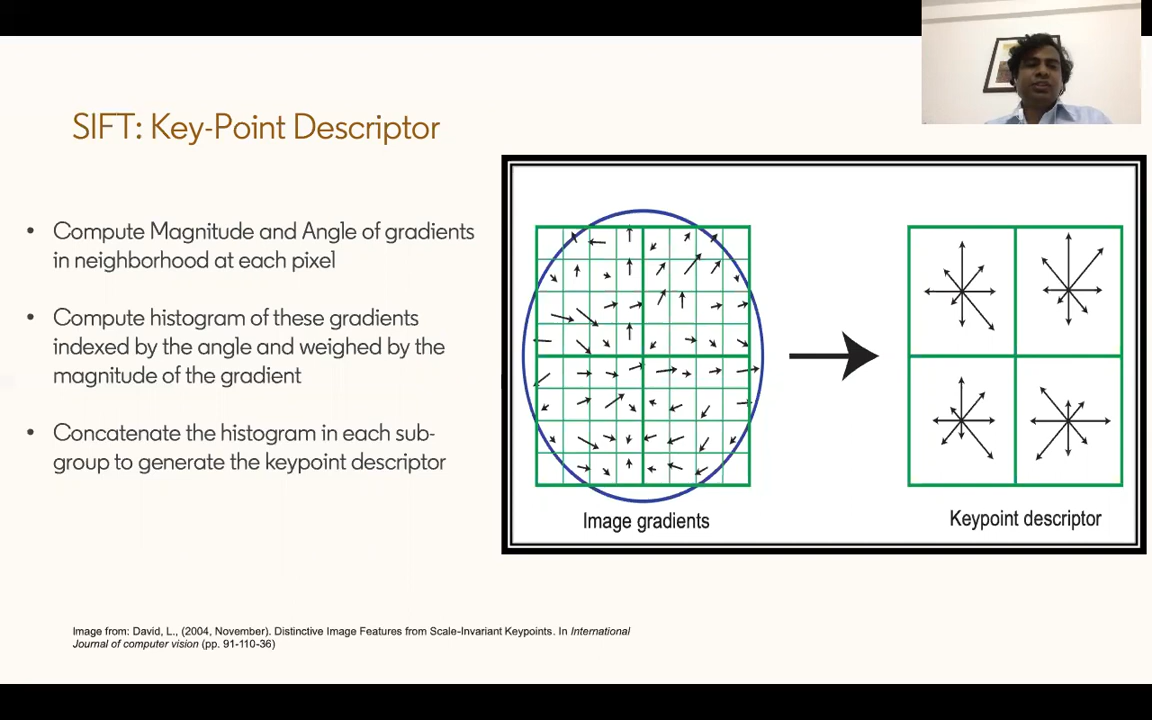 SIFT: Key-Point Descriptor
• Compute Magnitude and Angle of gradients
in neighborhood at each pixel
• Compute histogram of these gradients
indexed by the angle and weighed by the
magnitude of the gradient
• Concatenate the histogram in each sub-
group to generate the keypoint descriptor
Image gradients
Keypoint descriptor
Image from: David, L., (2004, November). Distinctive Image Features from Scale-Invariant Keypoints. In International
Journal of computer vision (pp. 91-110-36)